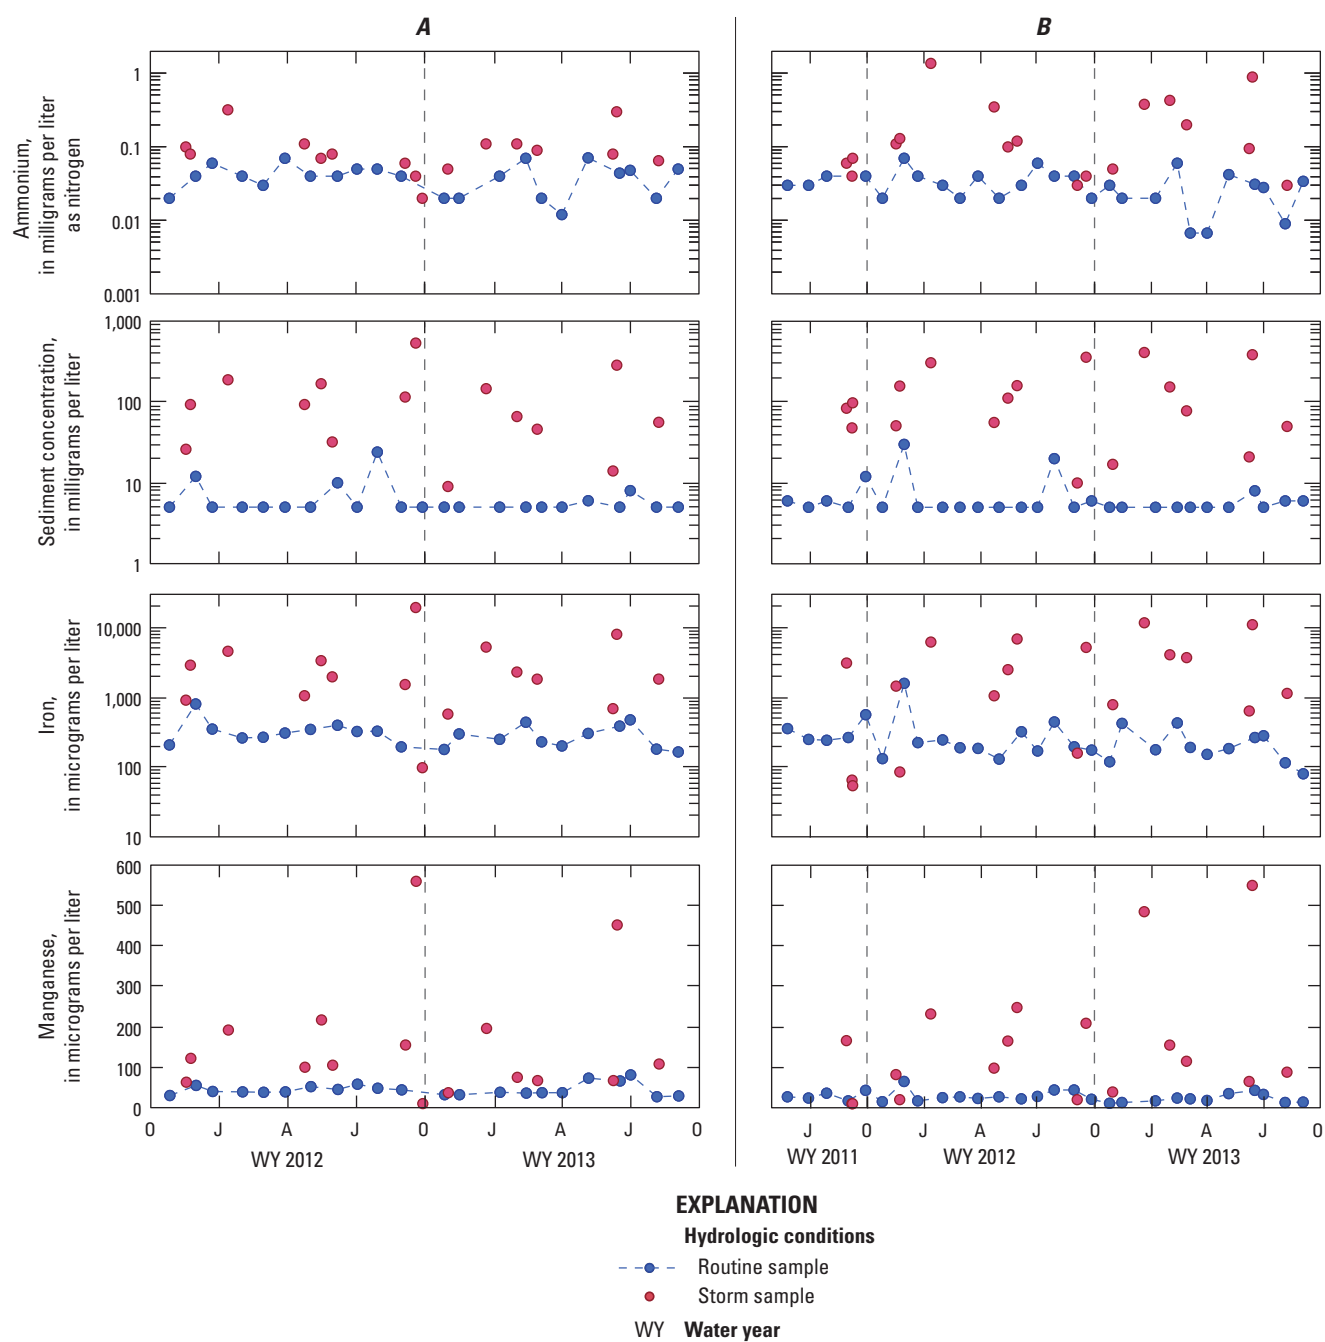 A
B
Ammonium,
in milligrams per liter
as nitrogen
1
0.1
0.01
0.001
Sediment concentration,
in milligrams per liter
1,000
100
10
1
Iron,
in micrograms per liter
10,000
1,000
100
10
Manganese,
in micrograms per liter
600
500
400
300
200
100
0
O J A J O J A J O
WY 2012 WY 2013
J O J A J O J A J O
WY 2011 WY 2012 WY 2013
EXPLANATION
Hydrologic conditions
Routine sample
Storm sample
WY Water year